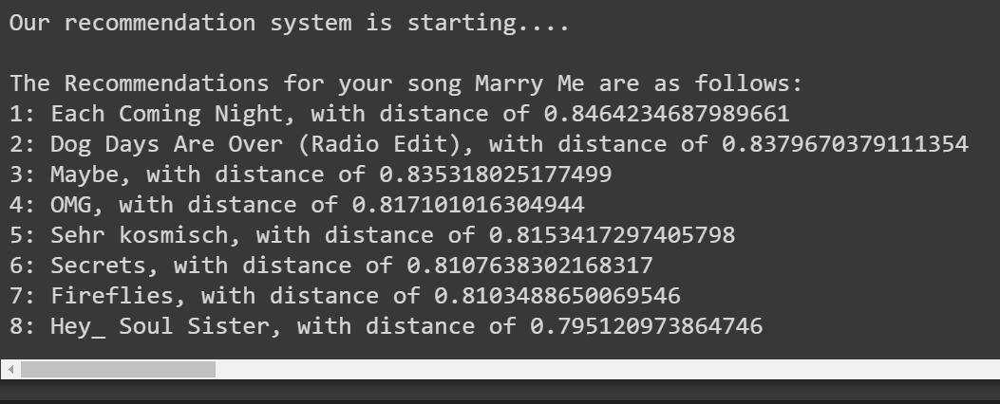 Our recommendation system is starting....
The Recommendations for your song Marry Me are as follows:
1: Each Coming Night, with distance of 0.8464234687989661
2: Dog Days Are Over (Radio Edit), with distance of 0.8379670379111354
3: Maybe, with distance of 0.835318025177499
4: OMG, with distance of 0.817101016304944
5: Sehr kosmisch, with distance of 0.8153417297405798
6: Secrets, with distance of 0.8107638302168317
7: Fireflies, with distance of 0.8103488650069546
8: Hey_ Soul Sister, with distance of 0.795120973864746